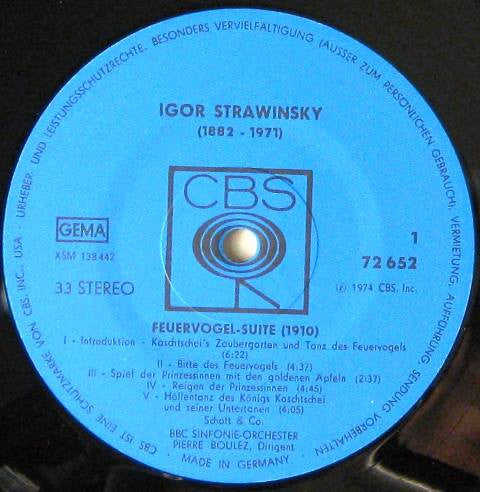 URHEBER- UND LEISTUNGSSCHUTZRECHTE. BESONDERS VERVIELFÄLTIGUNG (AUSSER ZUM PERSÖNLICHEN GEBRAUCH), VERMIETUNG, AUFFÜHRUNG, SENDUNG VORBEHALTEN
IGOR STRAWINSKY
(1882 - 1971)
CBS
GEMA
XSM 138442
33 STEREO
1
72 652
℗ 1974 CBS, Inc.
FEUERVOGEL-SUITE (1910)
I - Introduktion - Kaschtschei's Zaubergarten und Tanz des Feuervogels
(6:22)
II - Bitte des Feuervogels (4:37)
III - Spiel der Prinzessinnen mit den goldenen Äpfeln (2:37)
IV - Reigen der Prinzessinnen (4:45)
V - Höllentanz des Königs Kaschtschei
und seiner Untertanen (4:05)
Schott & Co.
BBC SINFONIE-ORCHESTER
PIERRE BOULEZ, Dirigent
CBS IST EINE SCHUTZMARKE VON CBS, INC., USA ·
· MADE IN GERMANY ·